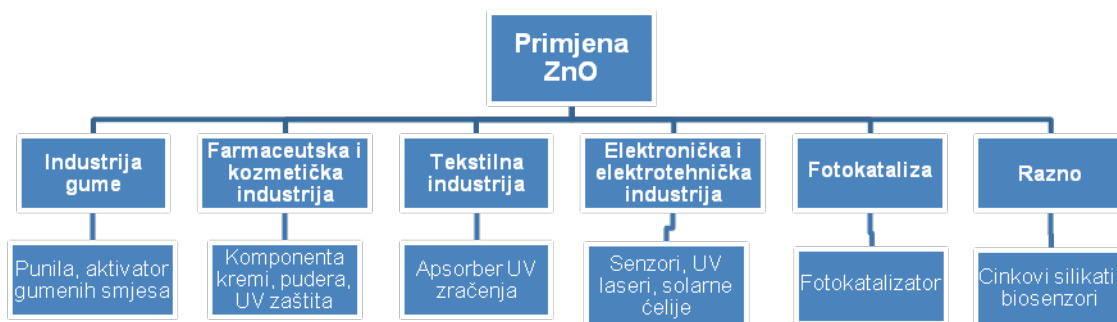 Primjena
ZnO
Industrija
gume
Farmaceutska i
kozmetička
industrija
Tekstilna
industrija
Elektronička i
elektrotehnička
industrija
Fotokataliza
Razno
Punila, aktivator
gumenih smjesa
Komponenta
kremi, pudera,
UV zaštita
Apsorber UV
zračenja
Senzori, UV
laseri, solarne
ćelije
Fotokatalizator
Cinkovi silikati
biosenzori